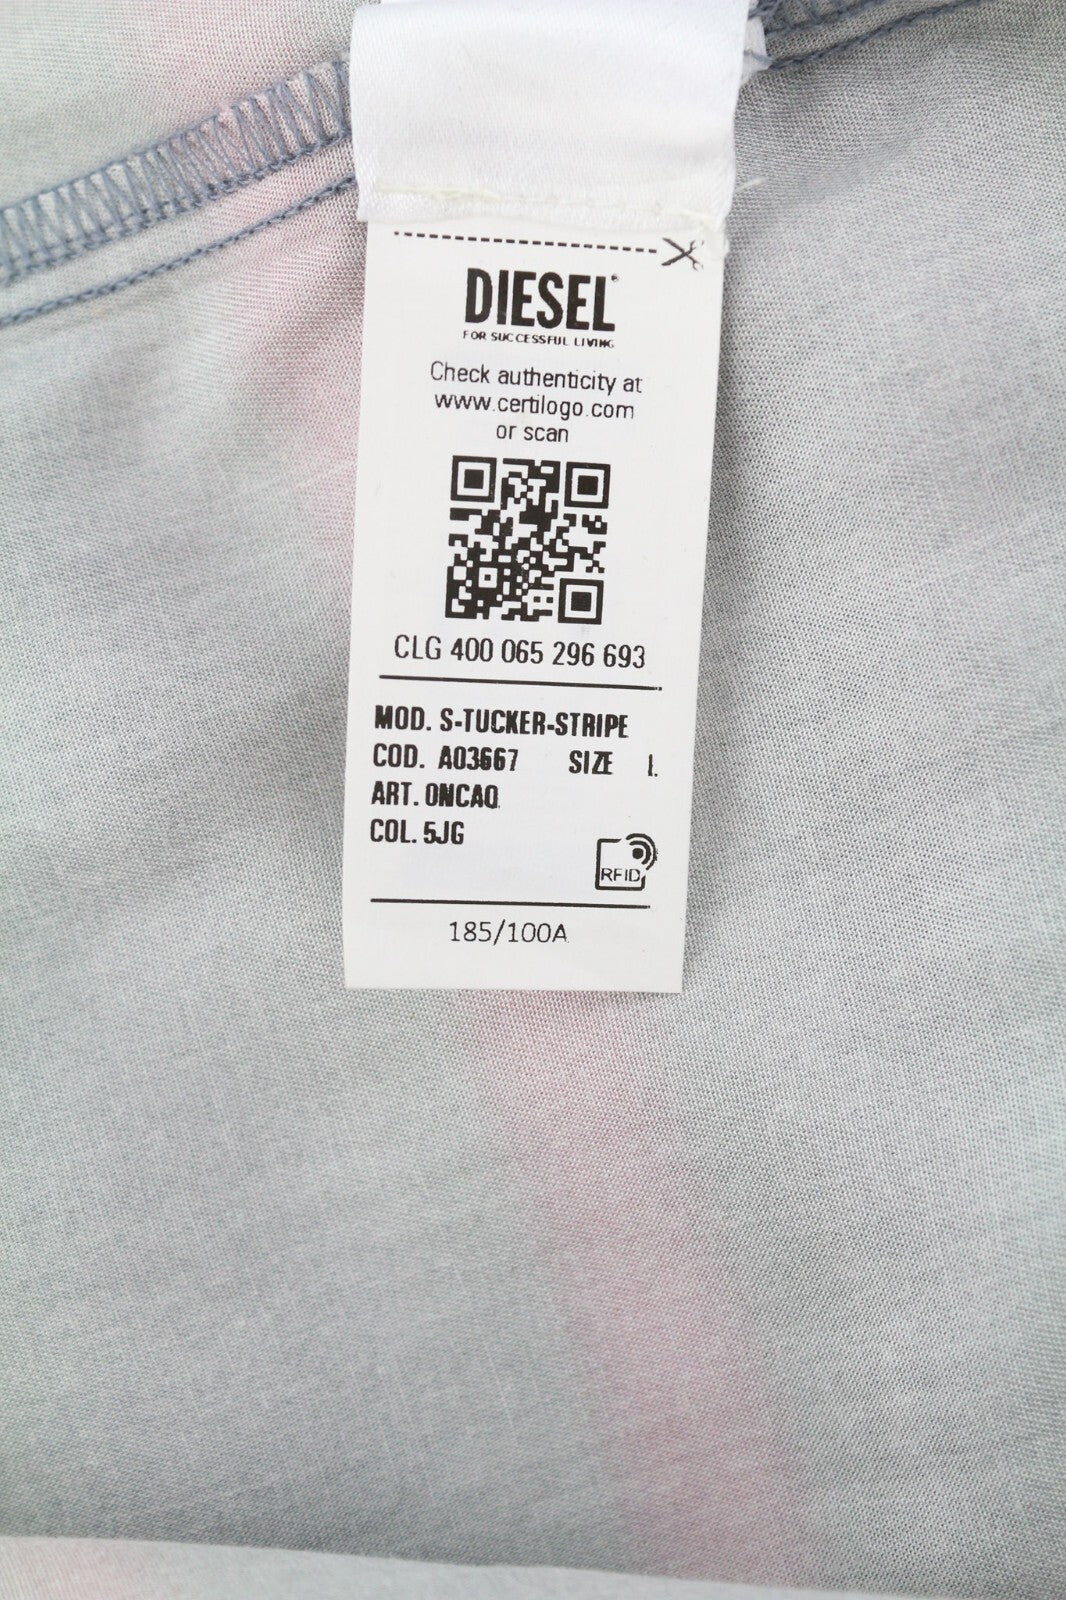 DIESEL
FOR SUCCESSFUL LIVING
Check authenticity at
www.certilogo.com
or scan
CLG 400 065 296 693
MOD. S-TUCKER-STRIPE
COD. A03667 SIZE
ART. 0NCAQ
COL. 5JG
RFID
185/100A